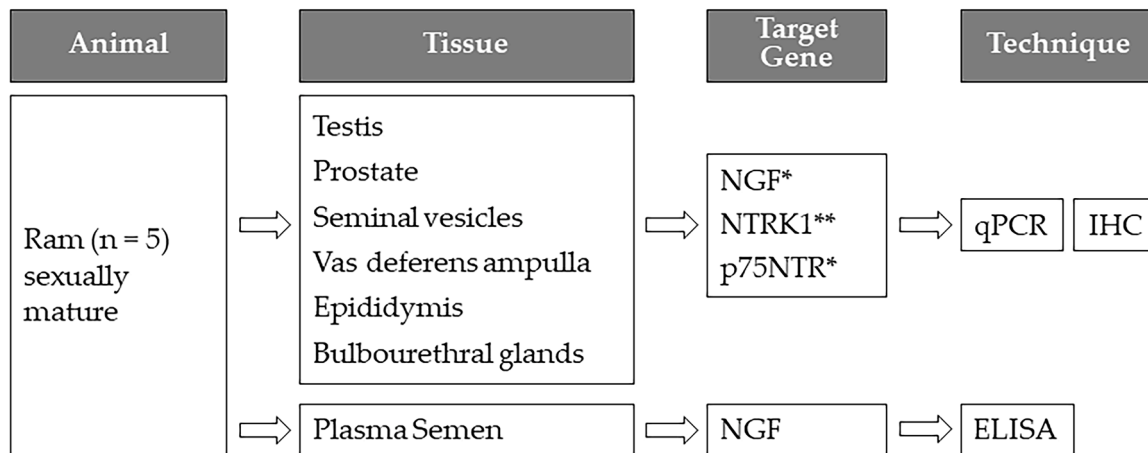 Animal
Tissue
Target
Gene
Technique
Ram (n = 5)
sexually
mature
Testis
Prostate
Seminal vesicles
Vas deferens ampulla
Epididymis
Bulbourethral glands
NGF*
NTRK1**
p75NTR*
qPCR
IHC
Plasma Semen
NGF
ELISA